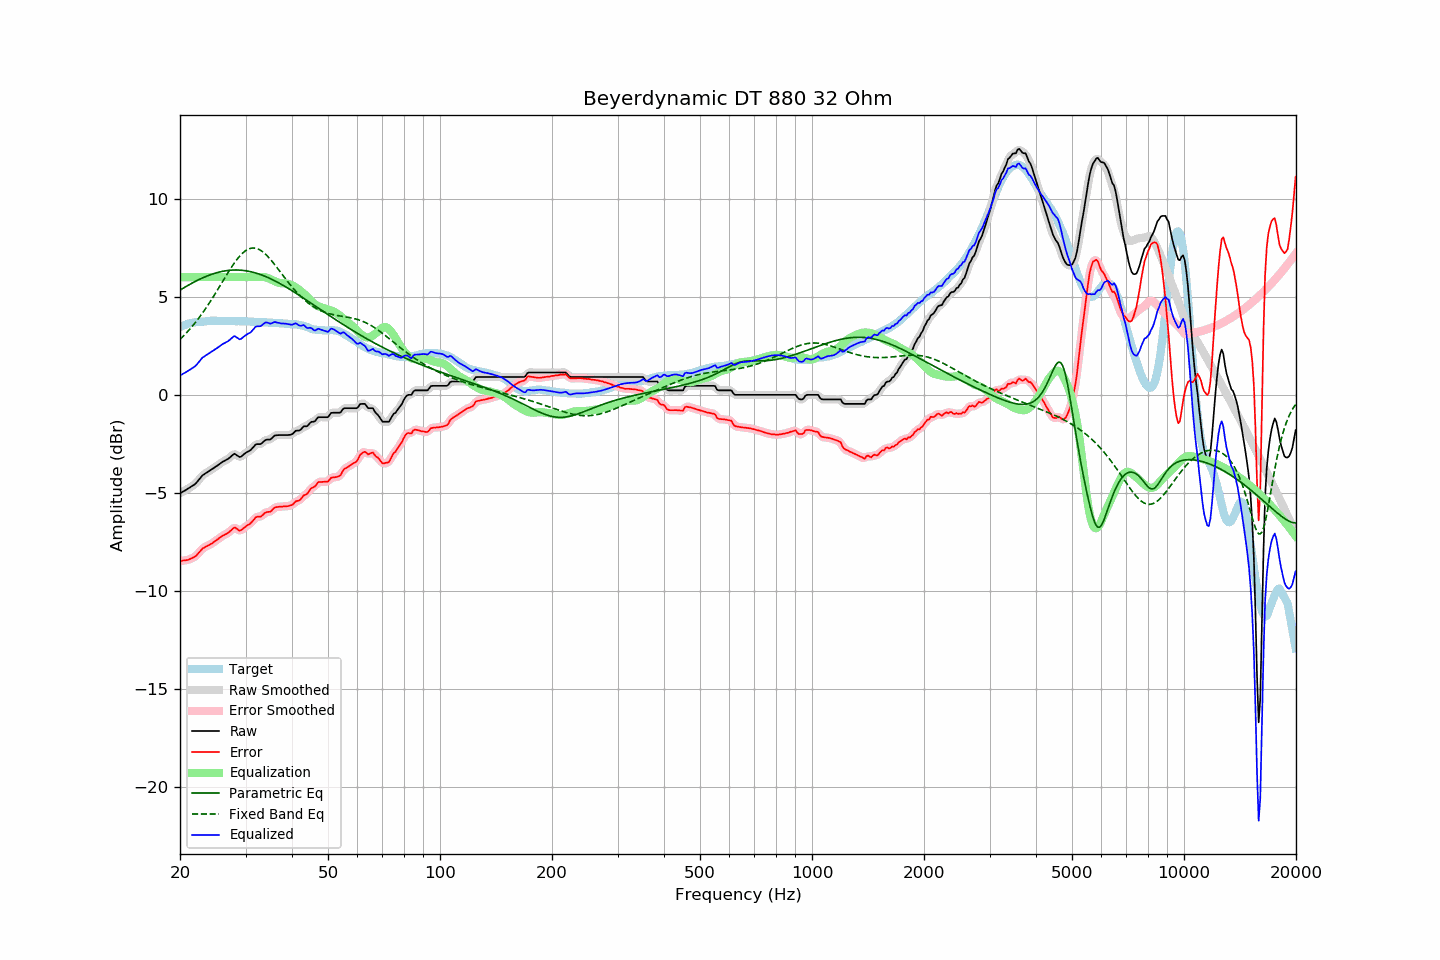 Beyerdynamic DT 880 32 Ohm
Amplitude (dBr)
10
5
0
−5
−10
−15
−20
Target
Raw Smoothed
Error Smoothed
Raw
Error
Equalization
Parametric Eq
Fixed Band Eq
Equalized
20 50 100 200 500 1000 2000 5000 10000 20000
Frequency (Hz)